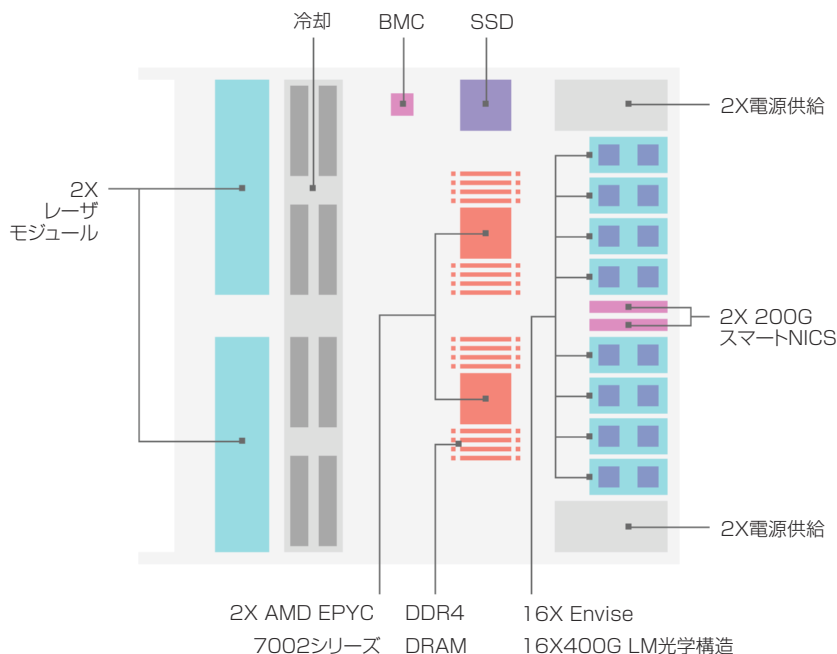 冷却
BMC
SSD
2X電源供給
2X
レーザ
モジュール
2X 200G
スマートNICS
2X電源供給
2X AMD EPYC
7002シリーズ
DDR4
DRAM
16X Envise
16X400G LM光学構造